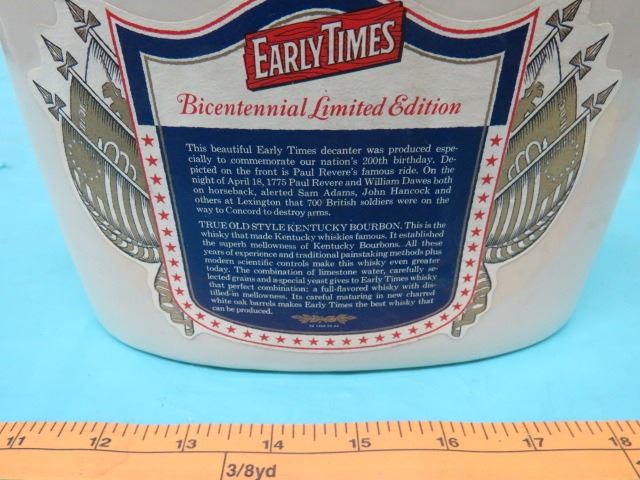 EARLY TIMES
Bicentennial Limited Edition
This beautiful Early Times decanter was produced espe-
cially to commemorate our nation's 200th birthday. De-
picted on the front is Paul Revere's famous ride. On the
night of April 18, 1775 Paul Revere and William Dawes both
on horseback, alerted Sam Adams, John Hancock and
others at Lexington that 700 British soldiers were on the
way to Concord to destroy arms.
TRUE OLD STYLE KENTUCKY BOURBON. This is the
whisky that made Kentucky whiskies famous. It established
the superb mellowness of Kentucky Bourbons. All these
years of experience and traditional painstaking methods plus
modern scientific controls make this whisky even greater
today. The combination of limestone water, carefully se-
lected grains and a special yeast gives to Early Times whisky
that perfect combination: a full-flavored whisky with dis-
tilled-in mellowness. Its careful maturing in new charred
white oak barrels makes Early Times the best whisky that
can be produced.
11 12 13 14 15 16 17 18
3/8yd